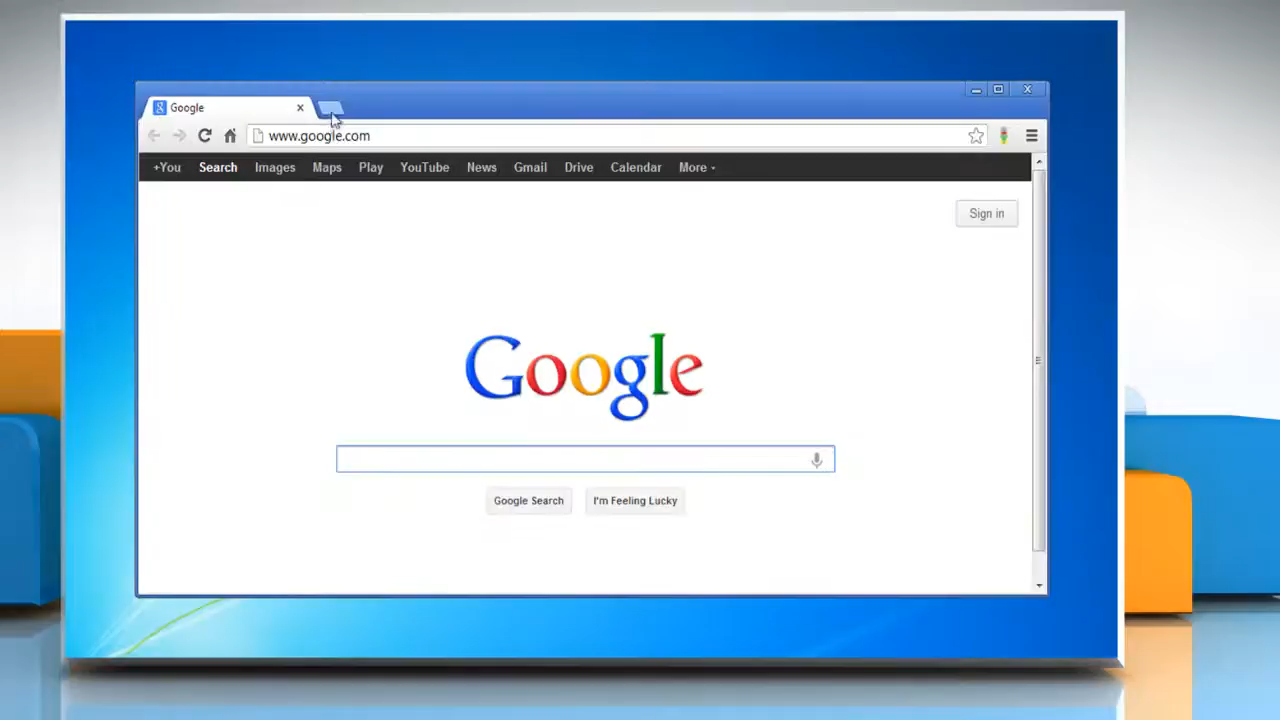 Google
www.google.com
+You Search Images Maps Play YouTube News Gmail Drive Calendar More
Sign in
Google
Google Search I'm Feeling Lucky